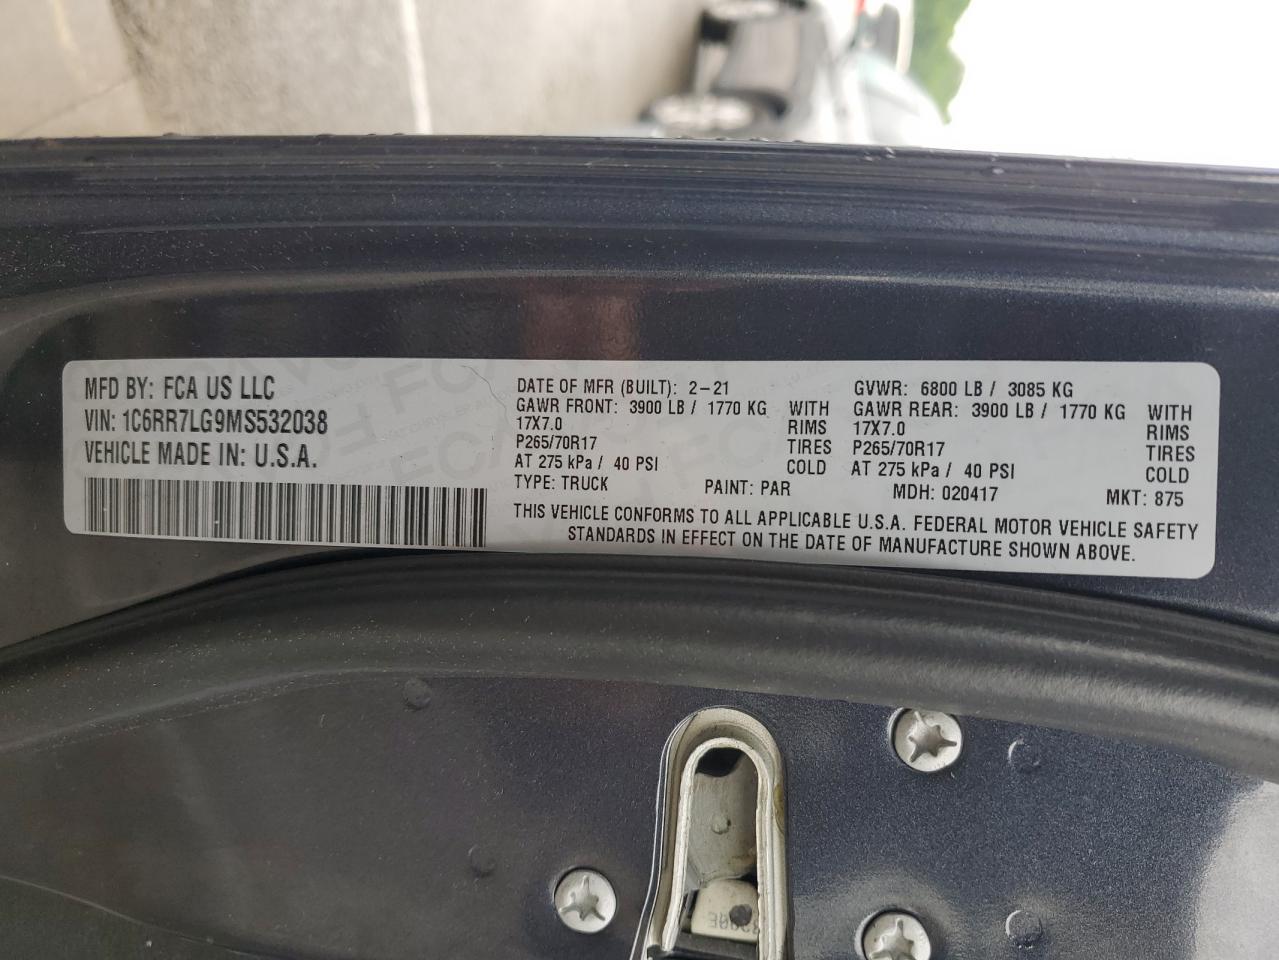 MFD BY: FCA US LLC
VIN: 1C6RR7LG9MS532038
VEHICLE MADE IN: U.S.A.
DATE OF MFR (BUILT): 2-21 GVWR: 6800 LB / 3085 KG
GAWR FRONT: 3900 LB / 1770 KG WITH GAWR REAR: 3900 LB / 1770 KG WITH
17X7.0 RIMS 17X7.0 RIMS
P265/70R17 TIRES P265/70R17 TIRES
AT 275 kPa / 40 PSI COLD AT 275 kPa / 40 PSI COLD
TYPE: TRUCK PAINT: PAR MDH: 020417 MKT: 875
THIS VEHICLE CONFORMS TO ALL APPLICABLE U.S.A. FEDERAL MOTOR VEHICLE SAFETY
STANDARDS IN EFFECT ON THE DATE OF MANUFACTURE SHOWN ABOVE.